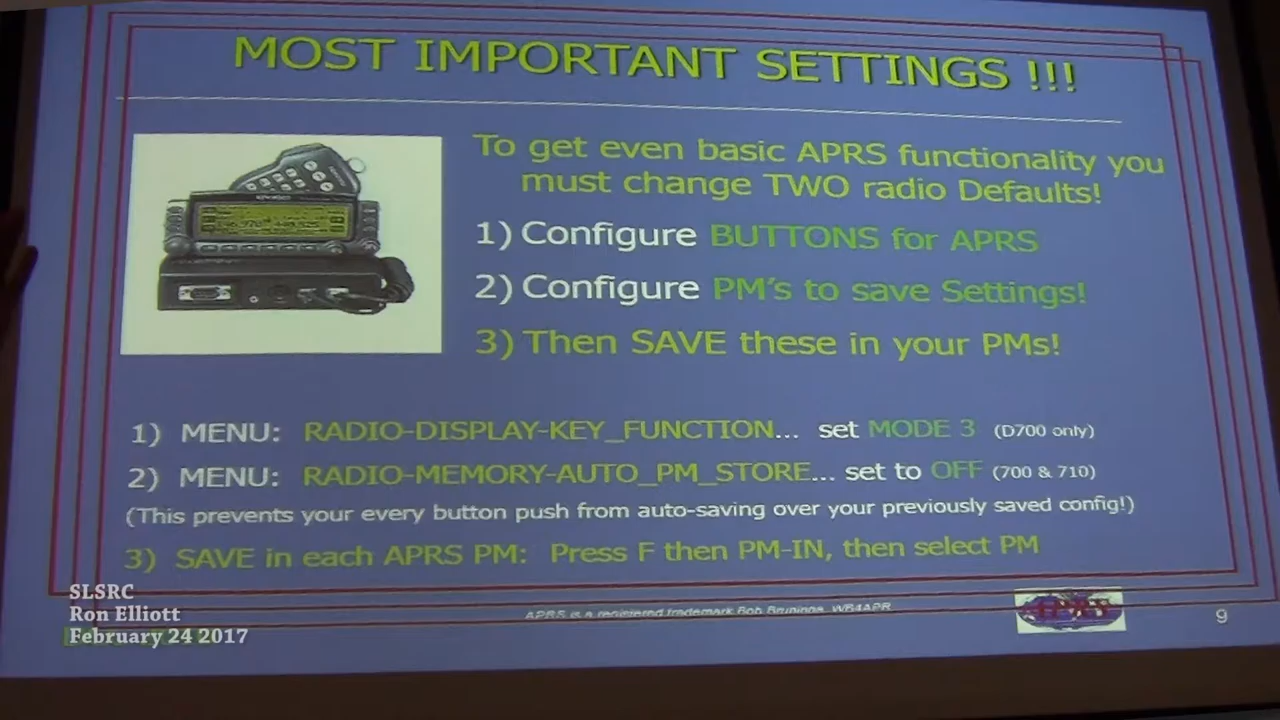 MOST IMPORTANT SETTINGS !!!
To get even basic APRS functionality you
must change TWO radio Defaults!
1) Configure BUTTONS for APRS
2) Configure PM's to save Settings!
3) Then SAVE these in your PMs!
KENWOOD
1) MENU: RADIO-DISPLAY-KEY_FUNCTION... set MODE 3 (D700 only)
2) MENU: RADIO-MEMORY-AUTO_PM_STORE... set to OFF (700 & 710)
(This prevents your every button push from auto-saving over your previously saved config!)
3) SAVE in each APRS PM: Press F then PM-IN, then select PM
APRS is a registered trademark Bob Bruninga, WB4APR
APRS
9
SLSRC
Ron Elliott
February 24 2017